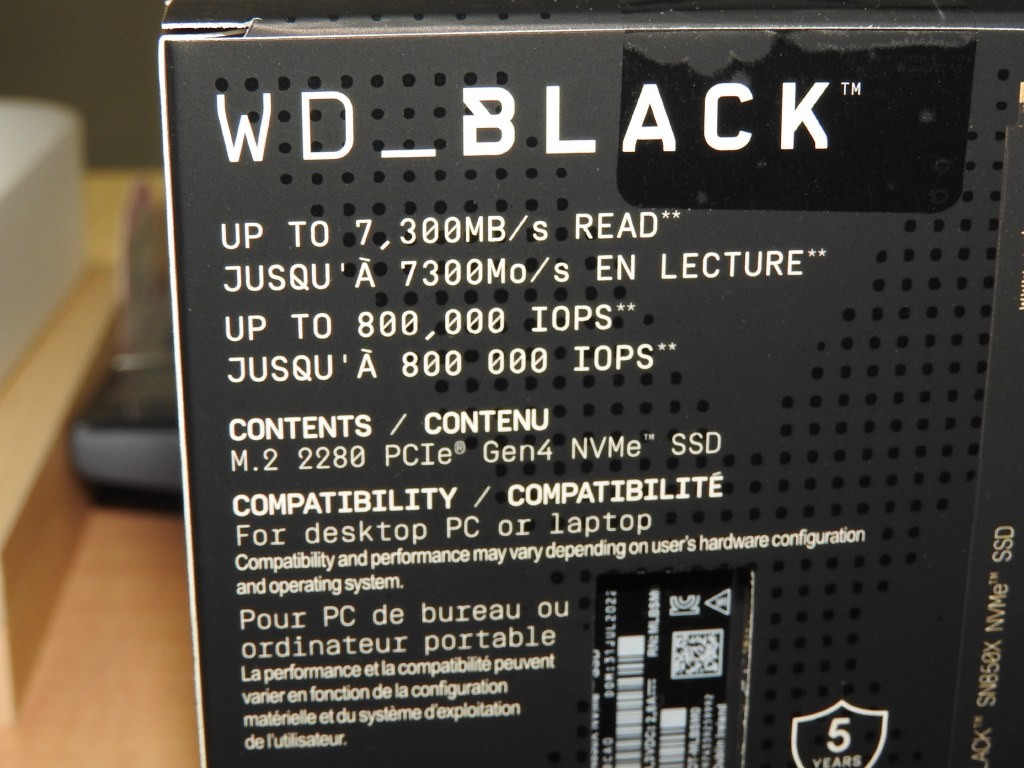 WD_BLACK™
UP TO 7,300MB/s READ**
JUSQU'À 7300Mo/s EN LECTURE**
UP TO 800,000 IOPS**
JUSQU'À 800 000 IOPS**
CONTENTS / CONTENU
M.2 2280 PCIe® Gen4 NVMe™ SSD
COMPATIBILITY / COMPATIBILITÉ
For desktop PC or laptop
Compatibility and performance may vary depending on user's hardware configuration
and operating system.
Pour PC de bureau ou
ordinateur portable
La performance et la compatibilité peuvent
varier en fonction de la configuration
matérielle et du système d'exploitation
de l'utilisateur.
DOM: 31JUL2022
5
YEARS
SN850X NVMe™ SSD